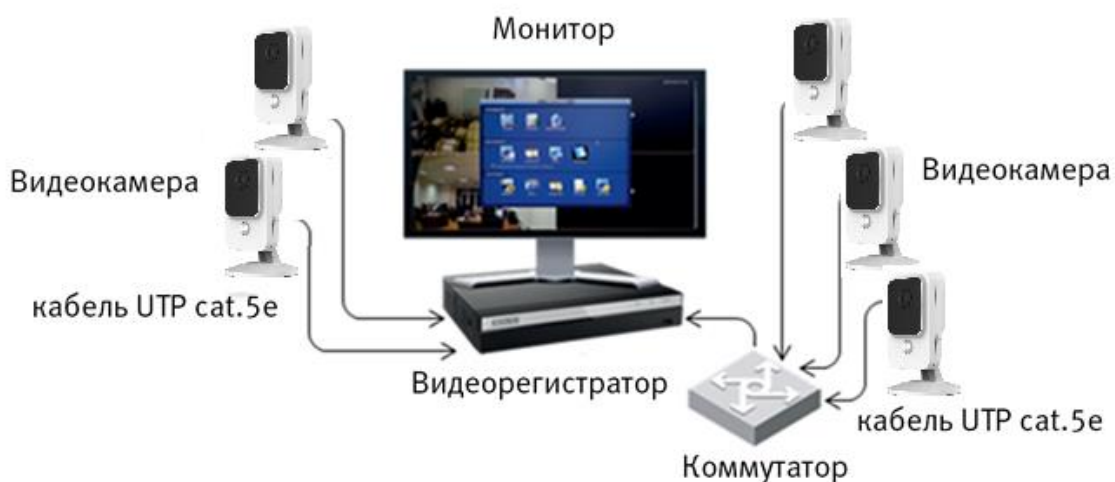 Монитор
Видеокамера
Видеокамера
кабель UTP cat.5e
Видеорегистратор
кабель UTP cat.5e
Коммутатор